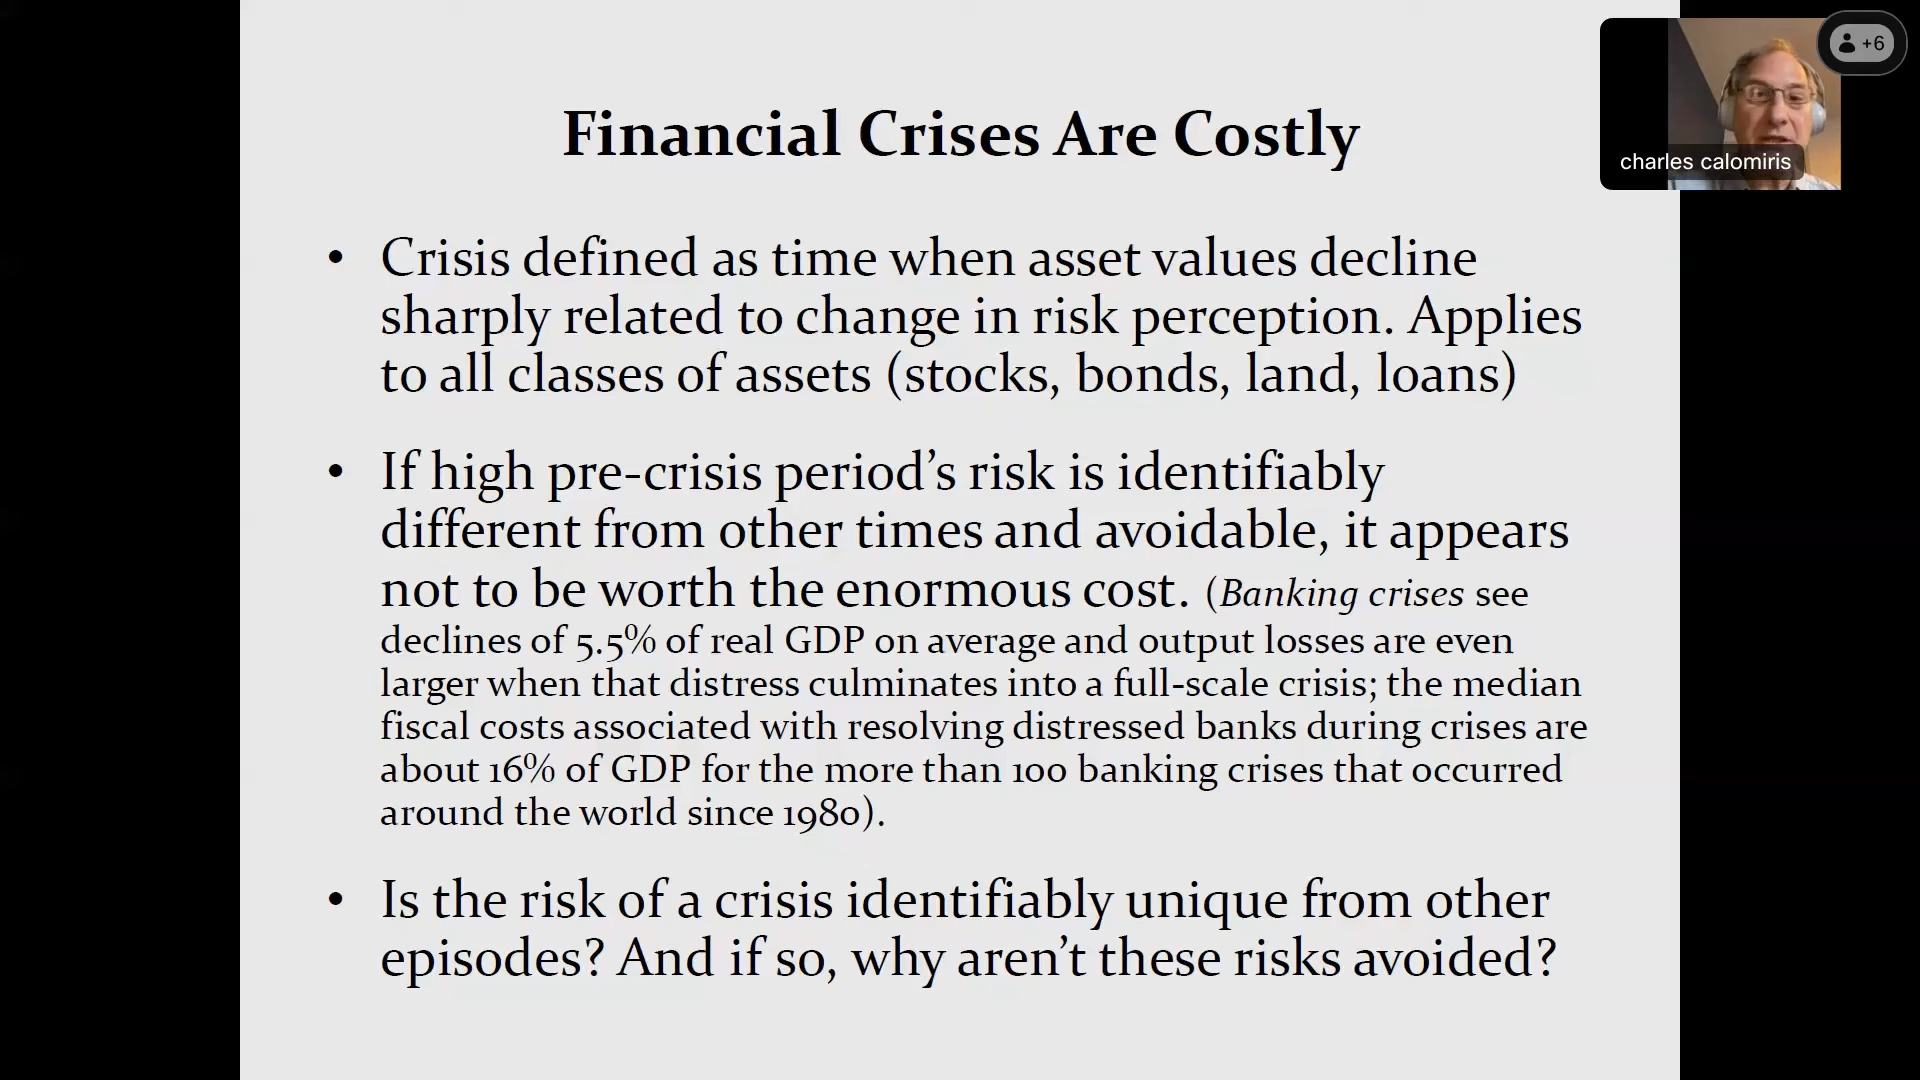 Financial Crises Are Costly
+6
charles calomiris
• Crisis defined as time when asset values decline
sharply related to change in risk perception. Applies
to all classes of assets (stocks, bonds, land, loans)
• If high pre-crisis period’s risk is identifiably
different from other times and avoidable, it appears
not to be worth the enormous cost. (Banking crises see
declines of 5.5% of real GDP on average and output losses are even
larger when that distress culminates into a full-scale crisis; the median
fiscal costs associated with resolving distressed banks during crises are
about 16% of GDP for the more than 100 banking crises that occurred
around the world since 1980).
• Is the risk of a crisis identifiably unique from other
episodes? And if so, why aren’t these risks avoided?